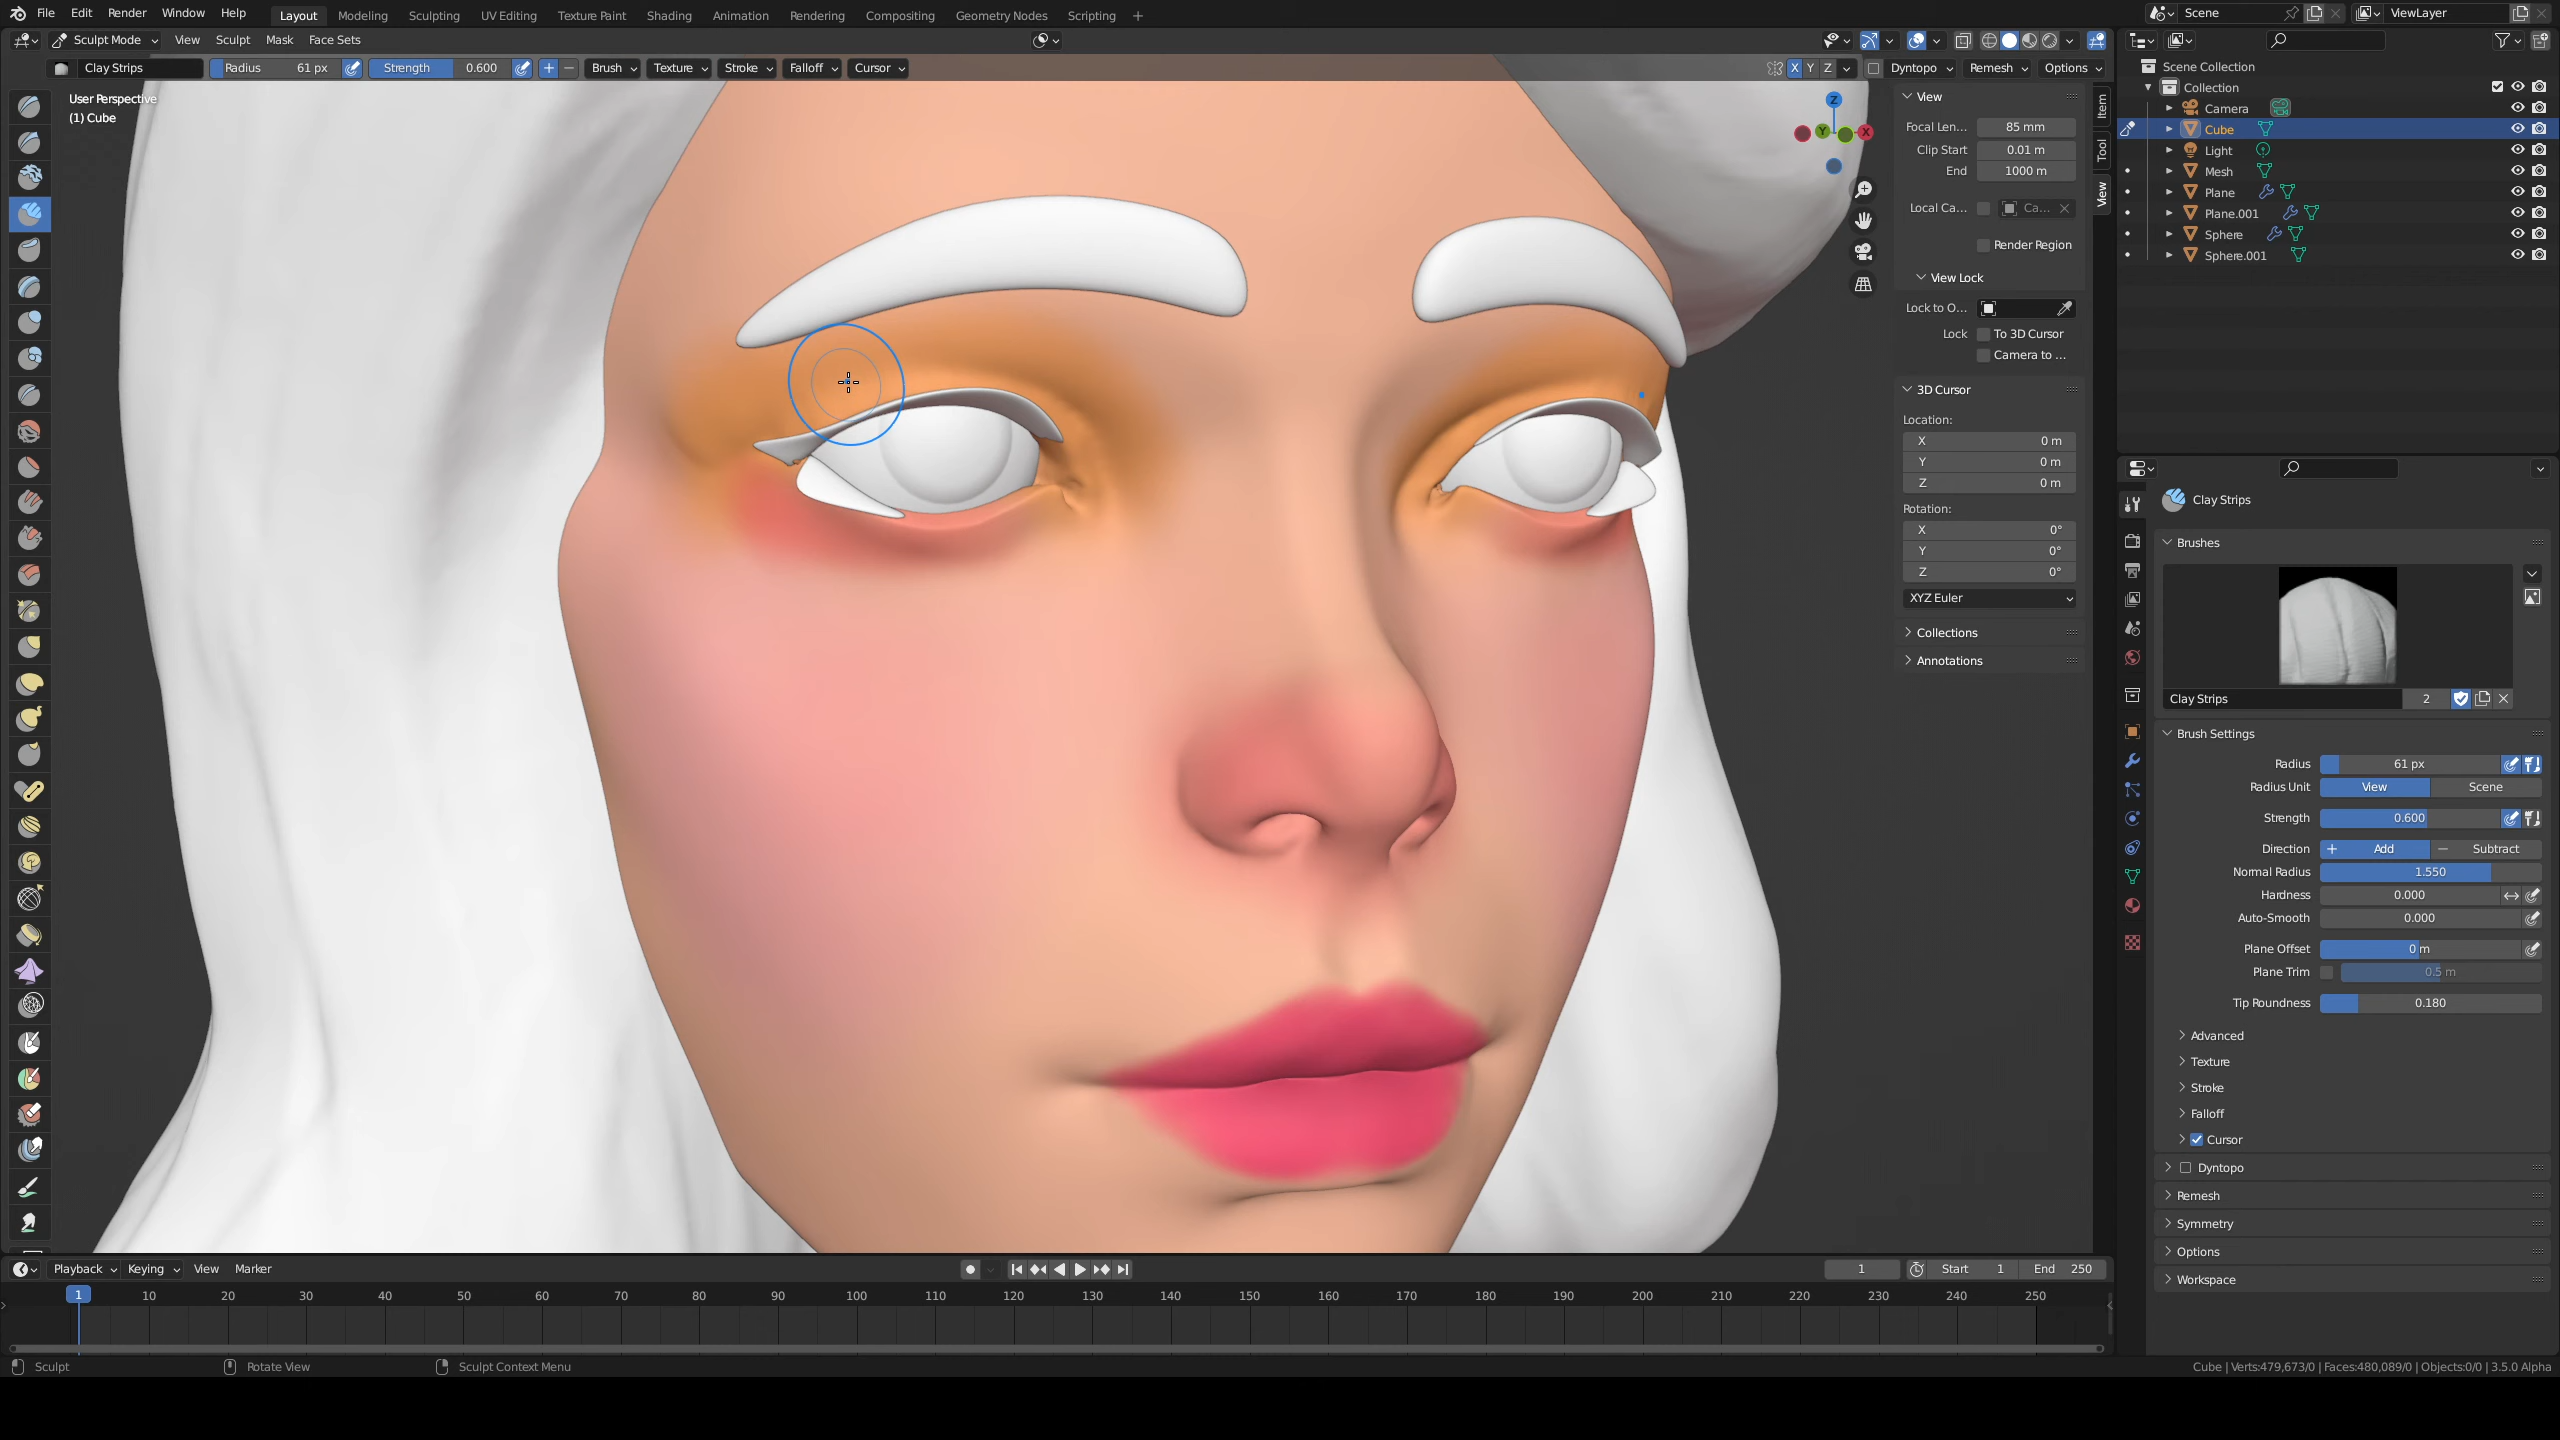 File Edit Render Window Help Layout Modeling Sculpting UV Editing Texture Paint Shading Animation Rendering Compositing Geometry Nodes Scripting + Scene ViewLayer
Sculpt Mode View Sculpt Mask Face Sets
Clay Strips Radius 61 px Strength 0.600 + − Brush Texture Stroke Falloff Cursor X Y Z Dyntopo Remesh Options
User Perspective
(1) Cube
Z
Y X
View
Focal Len... 85 mm
Clip Start 0.01 m
End 1000 m
Local Ca... Ca...
Render Region
View Lock
Lock to O...
Lock To 3D Cursor
Camera to ...
3D Cursor
Location:
X 0 m
Y 0 m
Z 0 m
Rotation:
X 0°
Y 0°
Z 0°
XYZ Euler
Collections
Annotations
Item
Tool
View
Scene Collection
Collection
Camera
Cube
Light
Mesh
Plane
Plane.001
Sphere
Sphere.001
Clay Strips
Brushes
Clay Strips 2
Brush Settings
Radius 61 px
Radius Unit View Scene
Strength 0.600
Direction + Add − Subtract
Normal Radius 1.550
Hardness 0.000
Auto-Smooth 0.000
Plane Offset 0 m
Plane Trim 0.5 m
Tip Roundness 0.180
Advanced
Texture
Stroke
Falloff
Cursor
Dyntopo
Remesh
Symmetry
Options
Workspace
Playback Keying View Marker 1 Start 1 End 250
1 10 20 30 40 50 60 70 80 90 100 110 120 130 140 150 160 170 180 190 200 210 220 230 240 250
Sculpt Rotate View Sculpt Context Menu Cube | Verts:479,673/0 | Faces:480,089/0 | Objects:0/0 | 3.5.0 Alpha